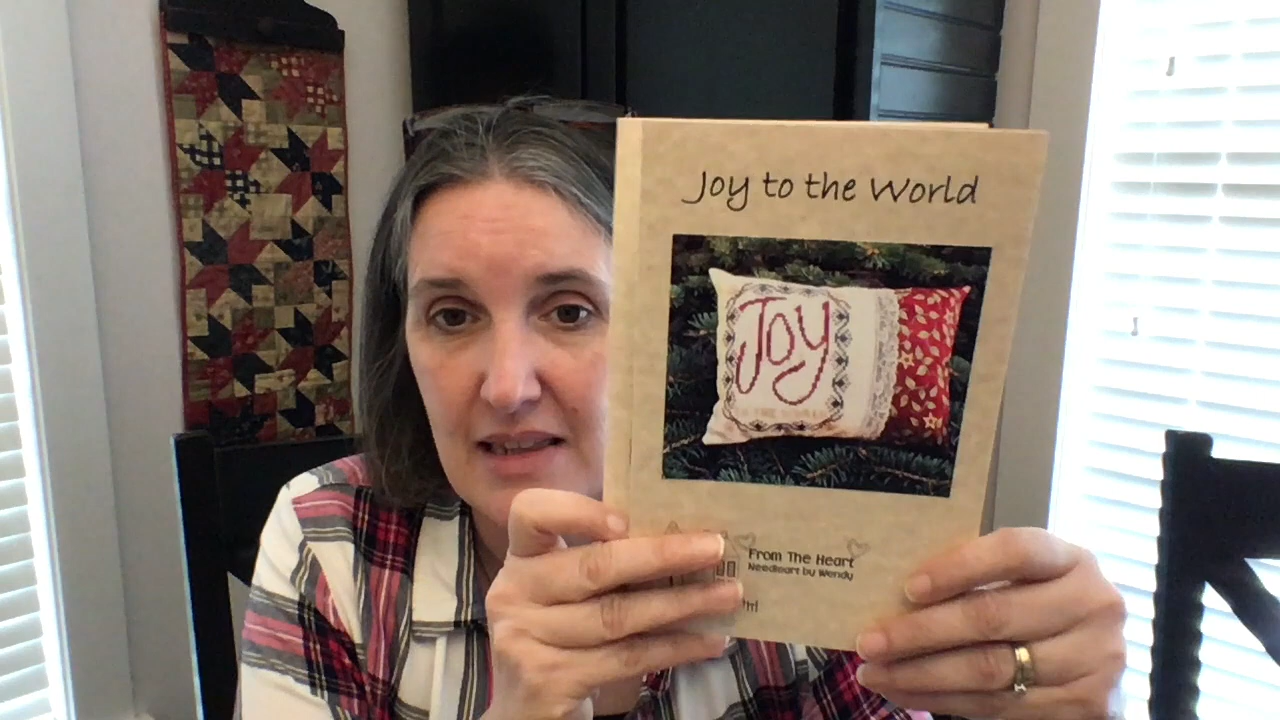 Joy to the World
Joy
From The Heart
Needleart by Wendy